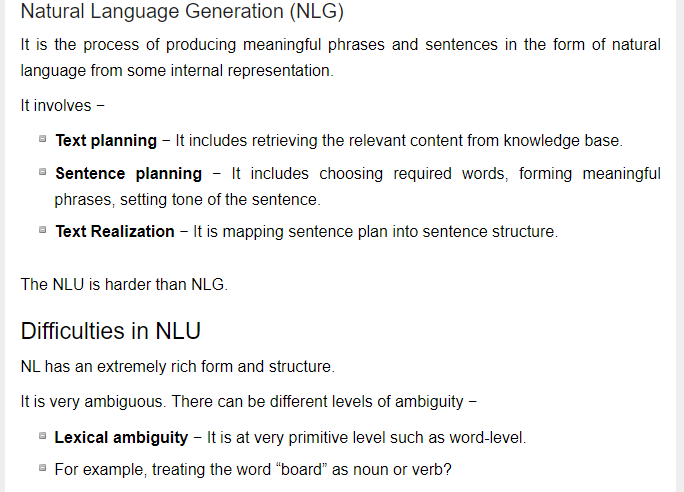 Natural Language Generation (NLG)
It is the process of producing meaningful phrases and sentences in the form of natural
language from some internal representation.
It involves −
Text planning − It includes retrieving the relevant content from knowledge base.
Sentence planning − It includes choosing required words, forming meaningful
phrases, setting tone of the sentence.
Text Realization − It is mapping sentence plan into sentence structure.
The NLU is harder than NLG.
Difficulties in NLU
NL has an extremely rich form and structure.
It is very ambiguous. There can be different levels of ambiguity −
Lexical ambiguity − It is at very primitive level such as word-level.
For example, treating the word “board” as noun or verb?